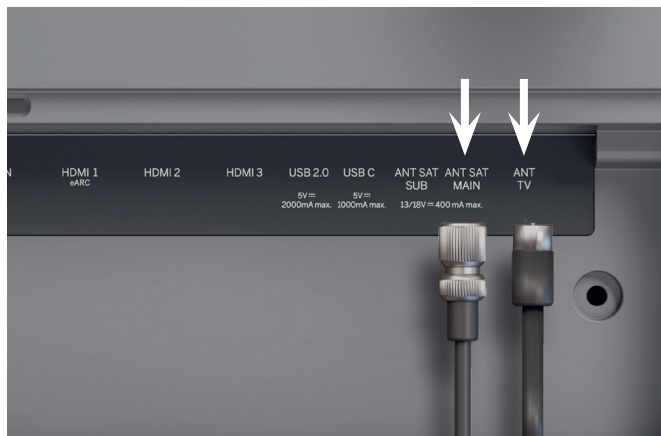 N
HDMI 1
eARC
HDMI 2
HDMI 3
USB 2.0
5V⎓
2000mA max.
USB C
5V⎓
1000mA max.
ANT SAT
SUB
ANT SAT
MAIN
13/18V⎓400 mA max.
ANT
TV